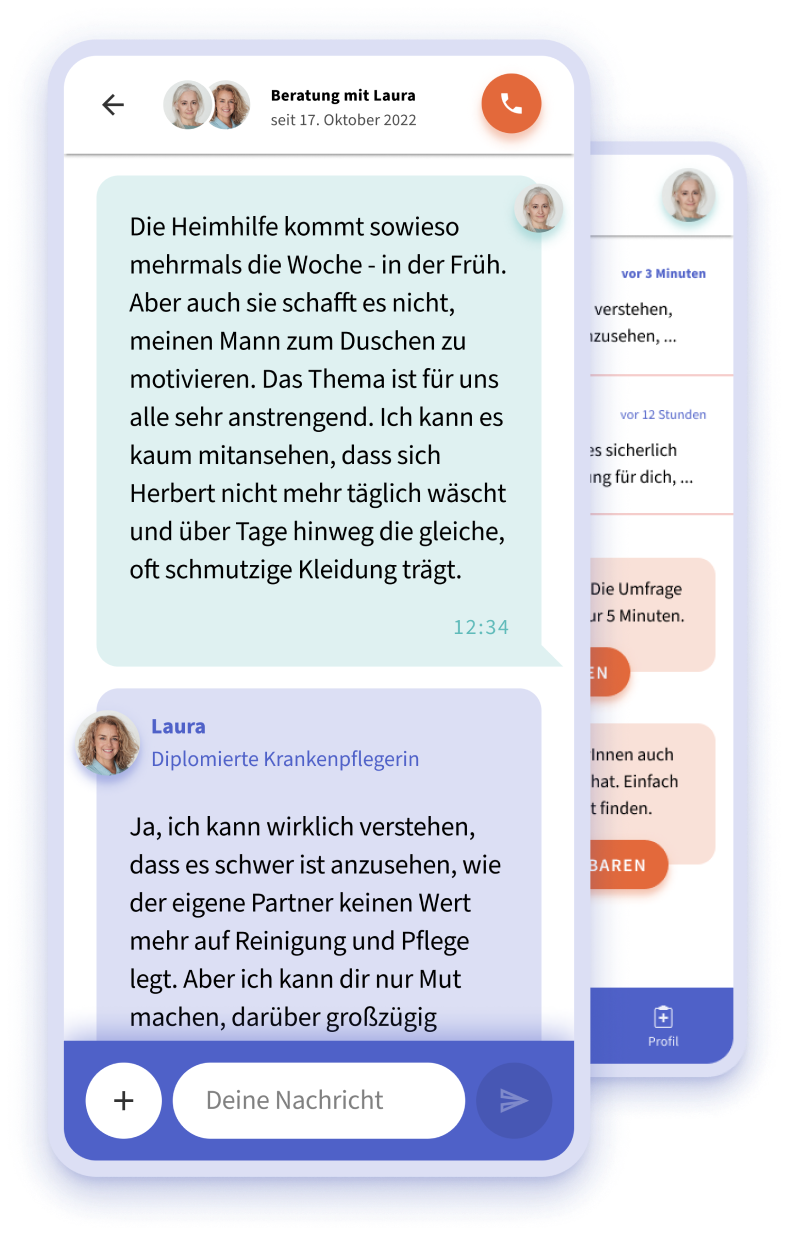 Beratung mit Laura
seit 17. Oktober 2022
Die Heimhilfe kommt sowieso
mehrmals die Woche - in der Früh.
Aber auch sie schafft es nicht,
meinen Mann zum Duschen zu
motivieren. Das Thema ist für uns
alle sehr anstrengend. Ich kann es
kaum mitansehen, dass sich
Herbert nicht mehr täglich wäscht
und über Tage hinweg die gleiche,
oft schmutzige Kleidung trägt.
12:34
Laura
Diplomierte Krankenpflegerin
Ja, ich kann wirklich verstehen,
dass es schwer ist anzusehen, wie
der eigene Partner keinen Wert
mehr auf Reinigung und Pflege
legt. Aber ich kann dir nur Mut
machen, darüber großzügig
Deine Nachricht
vor 3 Minuten
verstehen,
nzusehen, ...
vor 12 Stunden
es sicherlich
ung für dich, ...
Die Umfrage
ur 5 Minuten.
EN
Innen auch
hat. Einfach
t finden.
BAREN
Profil